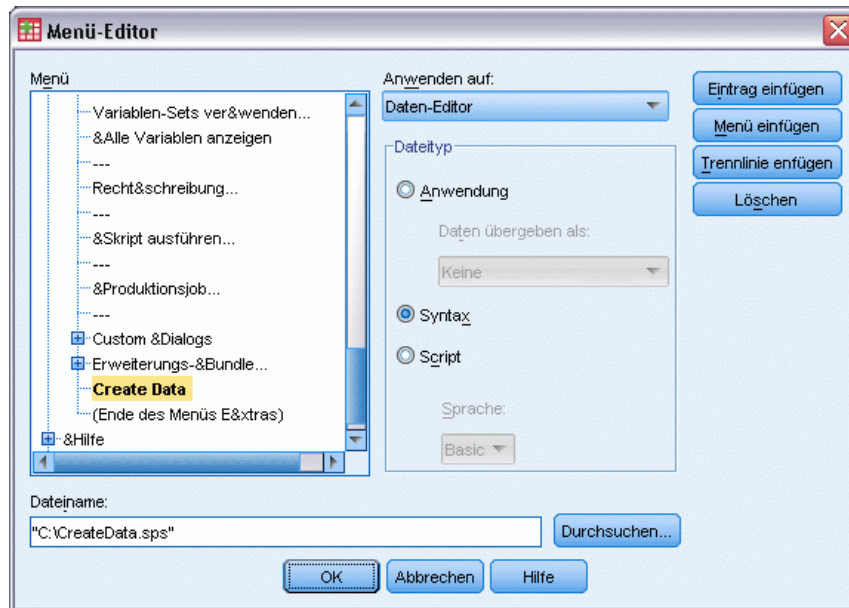 Menü-Editor
Menü
Variablen-Sets ver&wenden...
&Alle Variablen anzeigen
---
Recht&schreibung...
---
&Skript ausführen...
---
&Produktionsjob...
---
Custom &Dialogs
Erweiterungs-&Bundle...
Create Data
(Ende des Menüs E&xtras)
&Hilfe
Anwenden auf:
Daten-Editor
Dateityp
Anwendung
Daten übergeben als:
Keine
Syntax
Script
Sprache:
Basic
Eintrag einfügen
Menü einfügen
Trennlinie enfügen
Löschen
Dateiname:
"C:\CreateData.sps"
Durchsuchen...
OK
Abbrechen
Hilfe